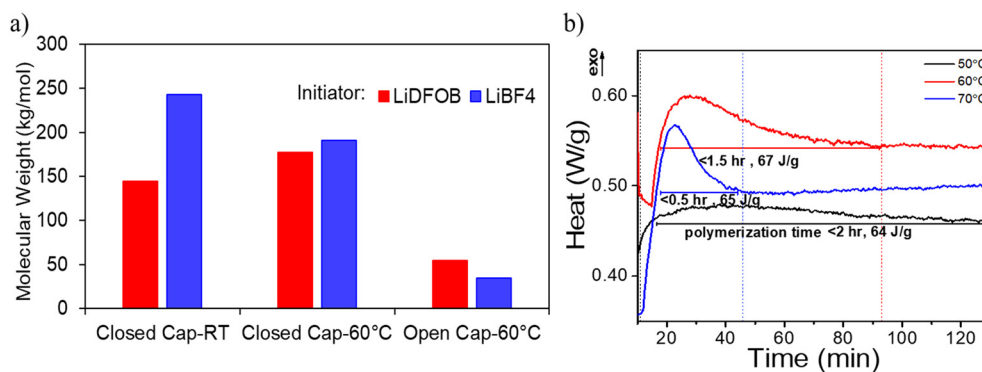 a)
300
250
200
150
100
50
0
Molecular Weight (kg/mol)
Initiator: LiDFOB LiBF4
Closed Cap-RT Closed Cap-60°C Open Cap-60°C
b)
exo
50°C
60°C
70°C
0.60
0.50
0.40
Heat (W/g)
<1.5 hr , 67 J/g
<0.5 hr , 65 J/g
polymerization time <2 hr, 64 J/g
20 40 60 80 100 120
Time (min)